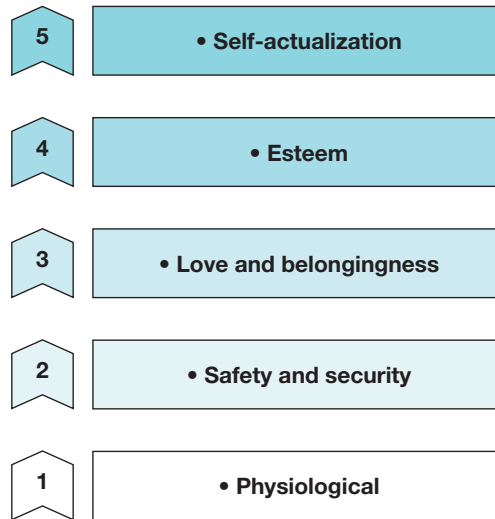 5
• Self-actualization
4
• Esteem
3
• Love and belongingness
2
• Safety and security
1
• Physiological